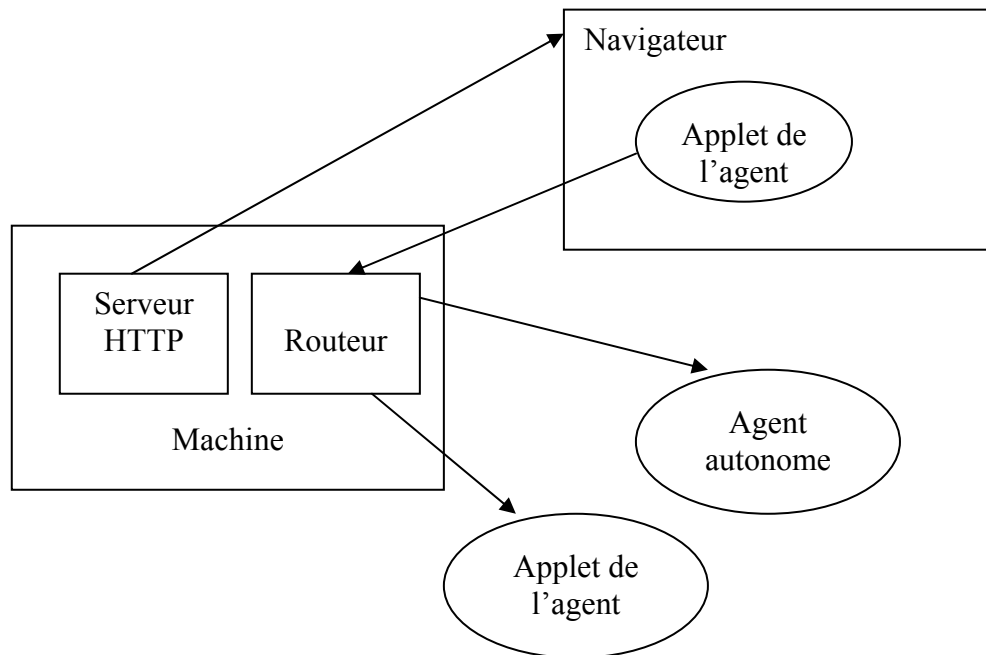 Navigateur
Applet de
l’agent
Serveur
HTTP
Routeur
Machine
Agent
autonome
Applet de
l’agent